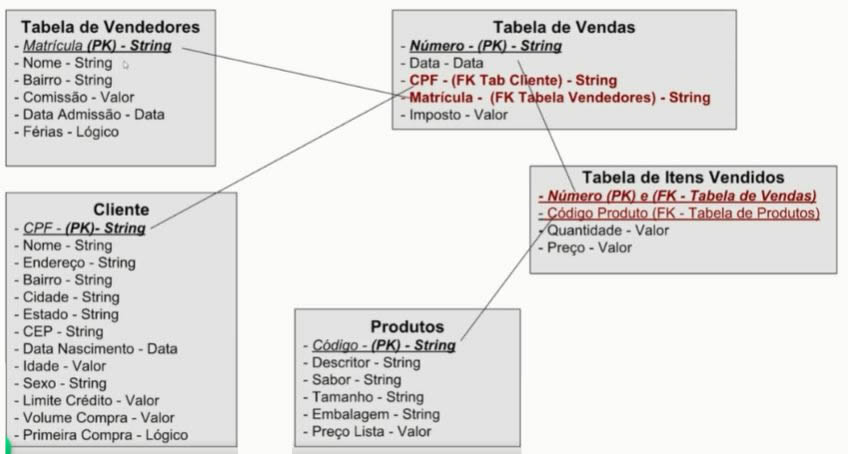 Tabela de Vendedores
- Matrícula (PK) - String
- Nome - String
- Bairro - String
- Comissão - Valor
- Data Admissão - Data
- Férias - Lógico
Tabela de Vendas
- Número - (PK) - String
- Data - Data
- CPF - (FK Tab Cliente) - String
- Matrícula - (FK Tabela Vendedores) - String
- Imposto - Valor
Tabela de Itens Vendidos
- Número (PK) e (FK - Tabela de Vendas)
- Código Produto (FK - Tabela de Produtos)
- Quantidade - Valor
- Preço - Valor
Cliente
- CPF - (PK)- String
- Nome - String
- Endereço - String
- Bairro - String
- Cidade - String
- Estado - String
- CEP - String
- Data Nascimento - Data
- Idade - Valor
- Sexo - String
- Limite Crédito - Valor
- Volume Compra - Valor
- Primeira Compra - Lógico
Produtos
- Código - (PK) - String
- Descritor - String
- Sabor - String
- Tamanho - String
- Embalagem - String
- Preço Lista - Valor